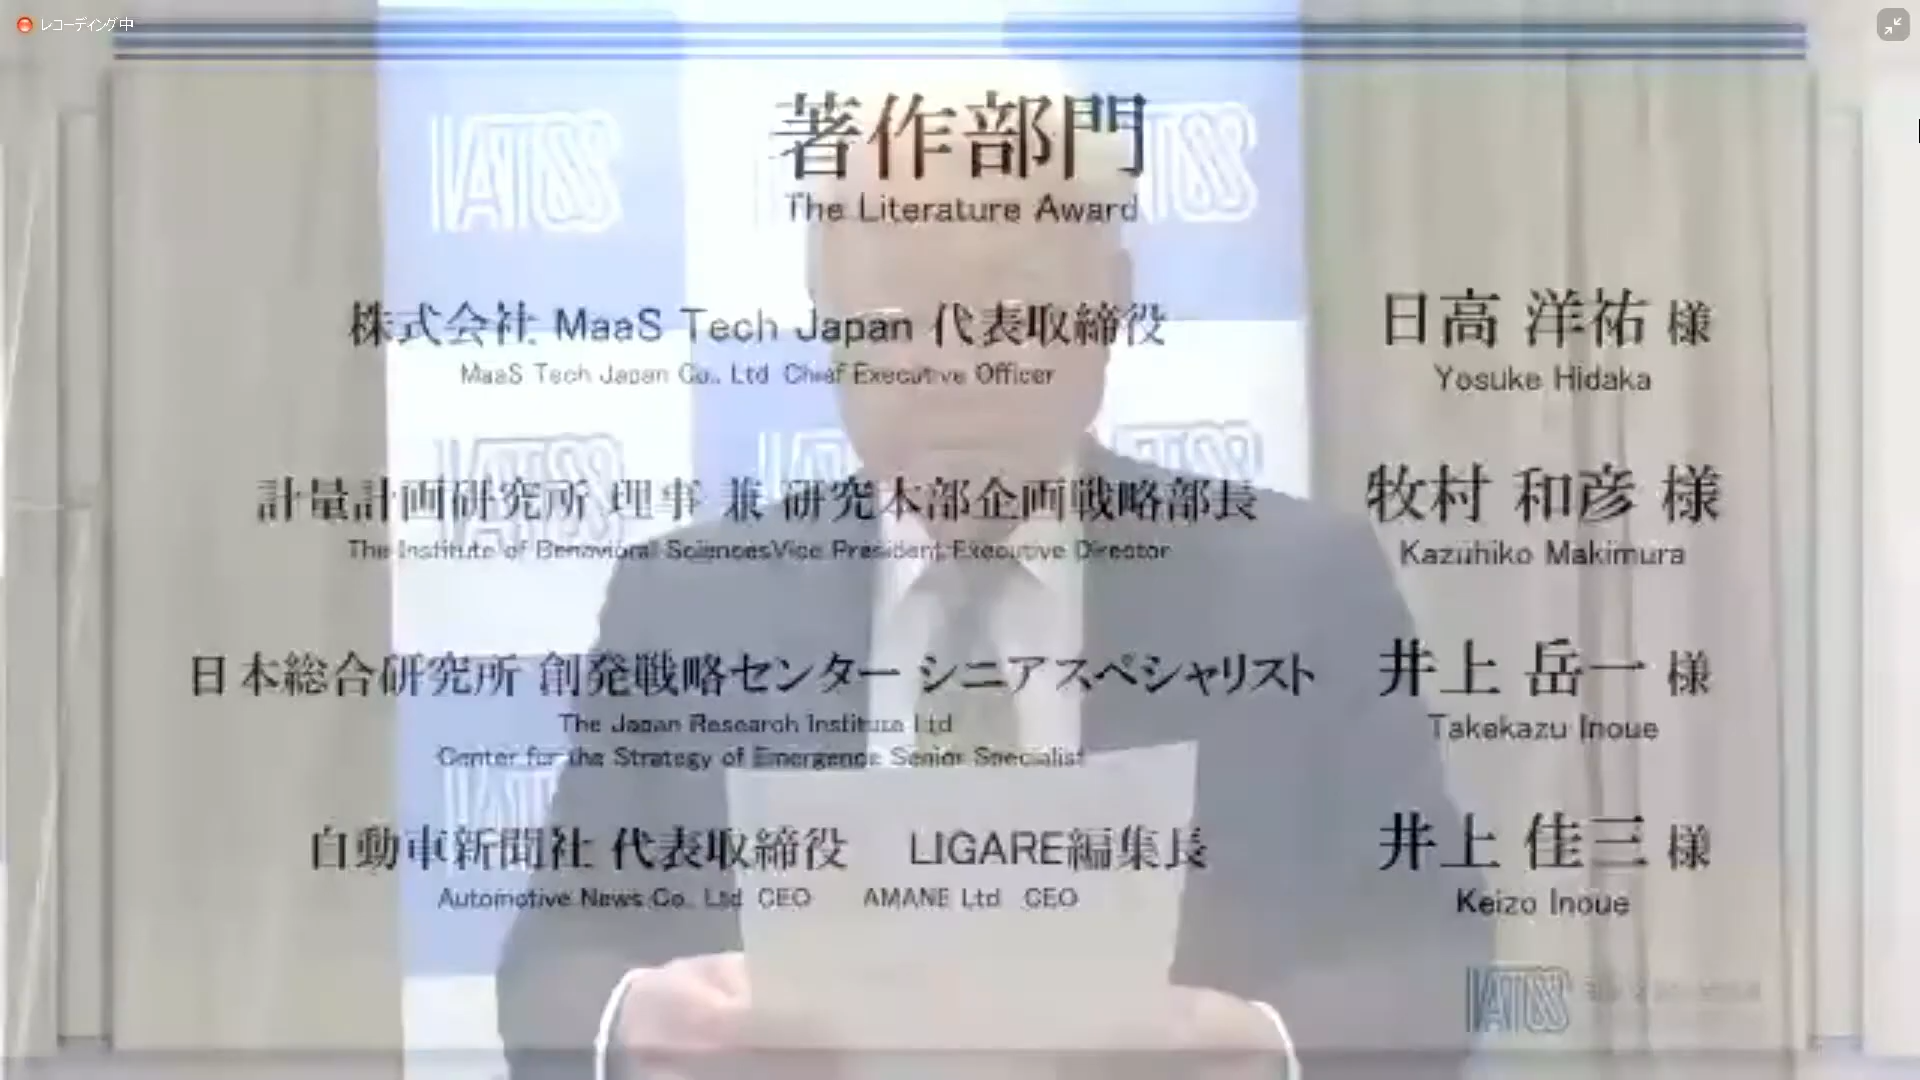 レコーディング中
著作部門
The Literature Award
株式会社 MaaS Tech Japan 代表取締役
日高 洋祐 様
MaaS Tech Japan Co., Ltd Chief Executive Officer
Yosuke Hidaka
計量計画研究所 理事 兼 研究本部企画戦略部長
牧村 和彦 様
The Institute of Behavioral SciencesVice President,Executive Director
Kazuhiko Makimura
日本総合研究所 創発戦略センター シニアスペシャリスト
井上 岳一 様
The Japan Research Institute Ltd
Center for the Strategy of Emergence Senior Specialist
Takekazu Inoue
自動車新聞社 代表取締役 LIGARE編集長
井上 佳三 様
Automotive News Co., Ltd CEO AMANE Ltd CEO
Keizo Inoue
IATSS
IATSS
IATSS
IATSS
IATSS